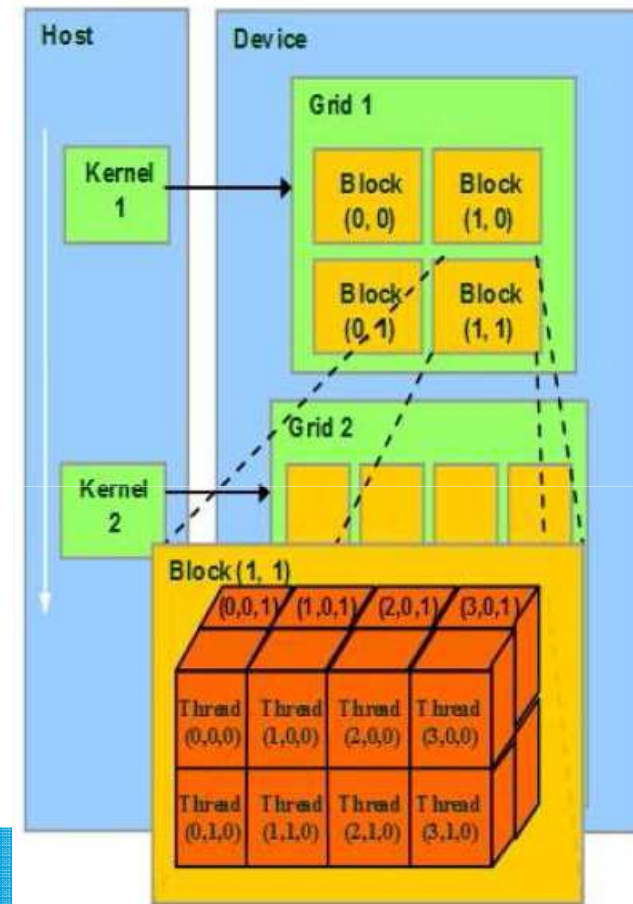 Host
Device
Grid 1
Kernel
1
Block
(0, 0)
Block
(1, 0)
Block
(0, 1)
Block
(1, 1)
Grid 2
Kernel
2
Block (1, 1)
(0,0,1) (1,0,1) (2,0,1) (3,0,1)
Thread
(0,0,0)
Thread
(1,0,0)
Thread
(2,0,0)
Thread
(3,0,0)
Thread
(0,1,0)
Thread
(1,1,0)
Thread
(2,1,0)
Thread
(3,1,0)